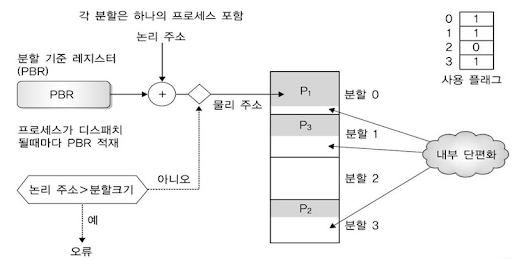 각 분할은 하나의 프로세스 포함
논리 주소
분할 기준 레지스터
(PBR)
PBR
+
물리 주소
프로세스가 디스패치
될때마다 PBR 적재
아니오
논리 주소>분할크기
예
오류
P1
분할 0
P3
분할 1
분할 2
P2
분할 3
내부 단편화
0 1
1 1
2 0
3 1
사용 플래그